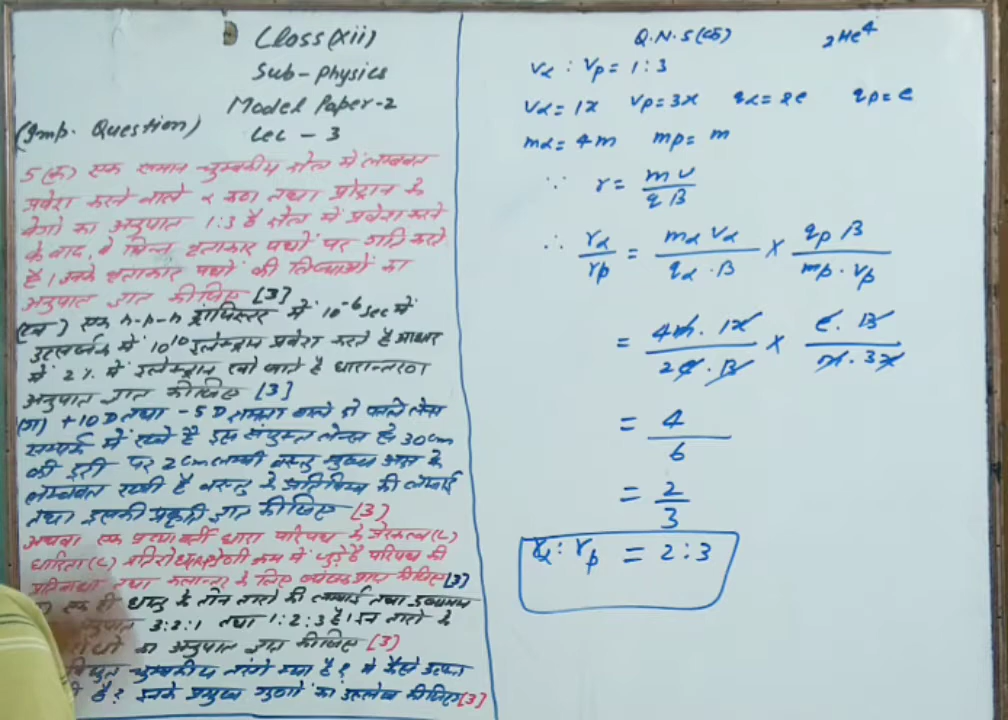 Class (xii)
Sub-Physics
Model Paper-2
(Imp. Question) Lec - 3
5(क) एक समान चुम्बकीय क्षेत्र में लम्बवत
प्रवेश करने वाले α कण तथा प्रोट्रान के
वेगो का अनुपात 1:3 है क्षेत्र में प्रवेश करने
के बाद, वे भिन्न वृताकार पथों पर गति करते
है। उनके वृताकार पथों की त्रिज्याओं का
अनुपात ज्ञात कीजिए [3]
(ख) एक n-p-n ट्रांजिस्टर में 10⁻⁶ sec में
उत्सर्जक में 10¹⁰ इलेक्ट्रान प्रवेश करते है आधार
में 2% में इलेक्ट्रान खो जाते है धारान्तरण
अनुपात ज्ञात कीजिए [3]
(ग) +10 D तथा -5 D क्षमता वाले दो पतले लेंस
सम्पर्क में रखे है इस संयुक्त लेन्स से 30 cm
की दूरी पर 2 cm लम्बी वस्तु मुख्य अक्ष के
लम्बवत रखी है वस्तु के प्रतिबिम्ब की लम्बाई
तथा इसकी प्रकृति ज्ञात कीजिए [3]
अथवा एक प्रत्यावर्ती धारा परिपथ के प्रेरकत्व (L)
धारिता (C) प्रतिरोध (R) श्रेणी क्रम में जुड़े है परिपथ की
प्रतिबाधा तथा कलान्तर के लिए व्यंजक प्राप्त कीजिए [3]
एक ही धातु के तीन तारो की लम्बाई तथा द्रव्यमान
अनुपात 3:2:1 तथा 1:2:3 है। इन तारो के
का अनुपात ज्ञात कीजिए [3]
चुम्बकीय तरंगे क्या है? ये कैसे उत्पन्न
है? इनके प्रमुख गुणों का उल्लेख कीजिए [3]
Q.N. 5 (क) ₂He⁴
vα : vp = 1:3
vα = 1x vp = 3x qα = 2e qp = e
mα = 4m mp = m
∵ r = mv / qB
∴ rα / rp = mα vα / qα . B × qp B / mp . vp
= 4m . 1x / 2e . B × e . B / m . 3x
= 4 / 6
= 2 / 3
rα : rp = 2:3